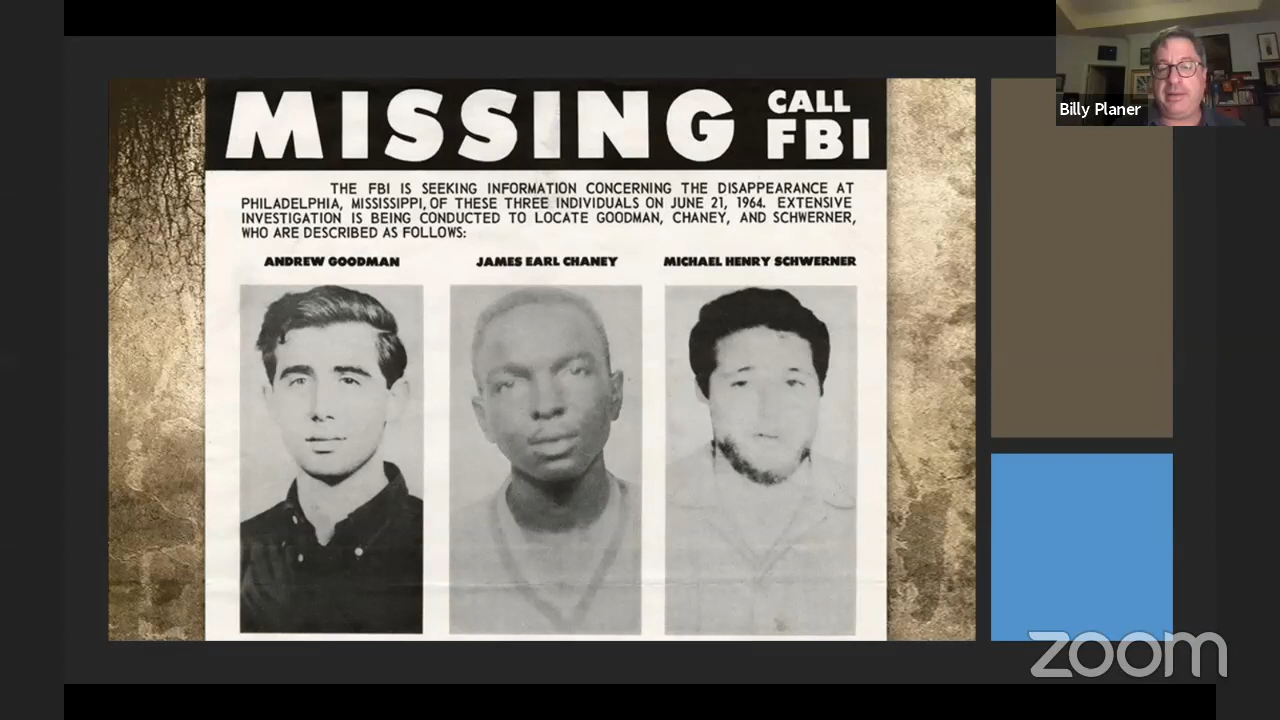 MISSING
CALL
FBI
THE FBI IS SEEKING INFORMATION CONCERNING THE DISAPPEARANCE AT
PHILADELPHIA, MISSISSIPPI, OF THESE THREE INDIVIDUALS ON JUNE 21, 1964. EXTENSIVE
INVESTIGATION IS BEING CONDUCTED TO LOCATE GOODMAN, CHANEY, AND SCHWERNER,
WHO ARE DESCRIBED AS FOLLOWS:
ANDREW GOODMAN
JAMES EARL CHANEY
MICHAEL HENRY SCHWERNER
Billy Planer
zoom